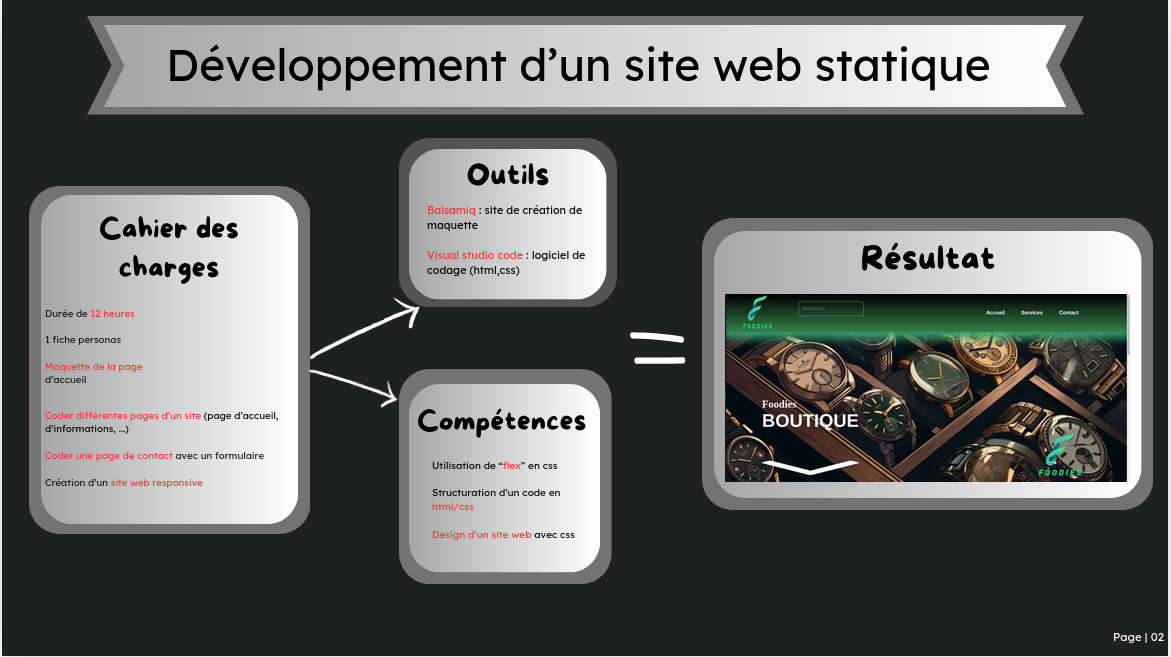 Développement d’un site web statique
Cahier des
charges
Durée de 12 heures
1 fiche personas
Maquette de la page
d’accueil
Coder différentes pages d’un site (page d’accueil,
d’informations, ...)
Coder une page de contact avec un formulaire
Création d’un site web responsive
Outils
Balsamiq : site de création de
maquette
Visual studio code : logiciel de
codage (html,css)
Compétences
Utilisation de “flex” en css
Structuration d’un code en
html/css
Design d’un site web avec css
Résultat
FOODIES
Rechercher...
Accueil Services Contact
Foodies
BOUTIQUE
FOODIES
Page | 02